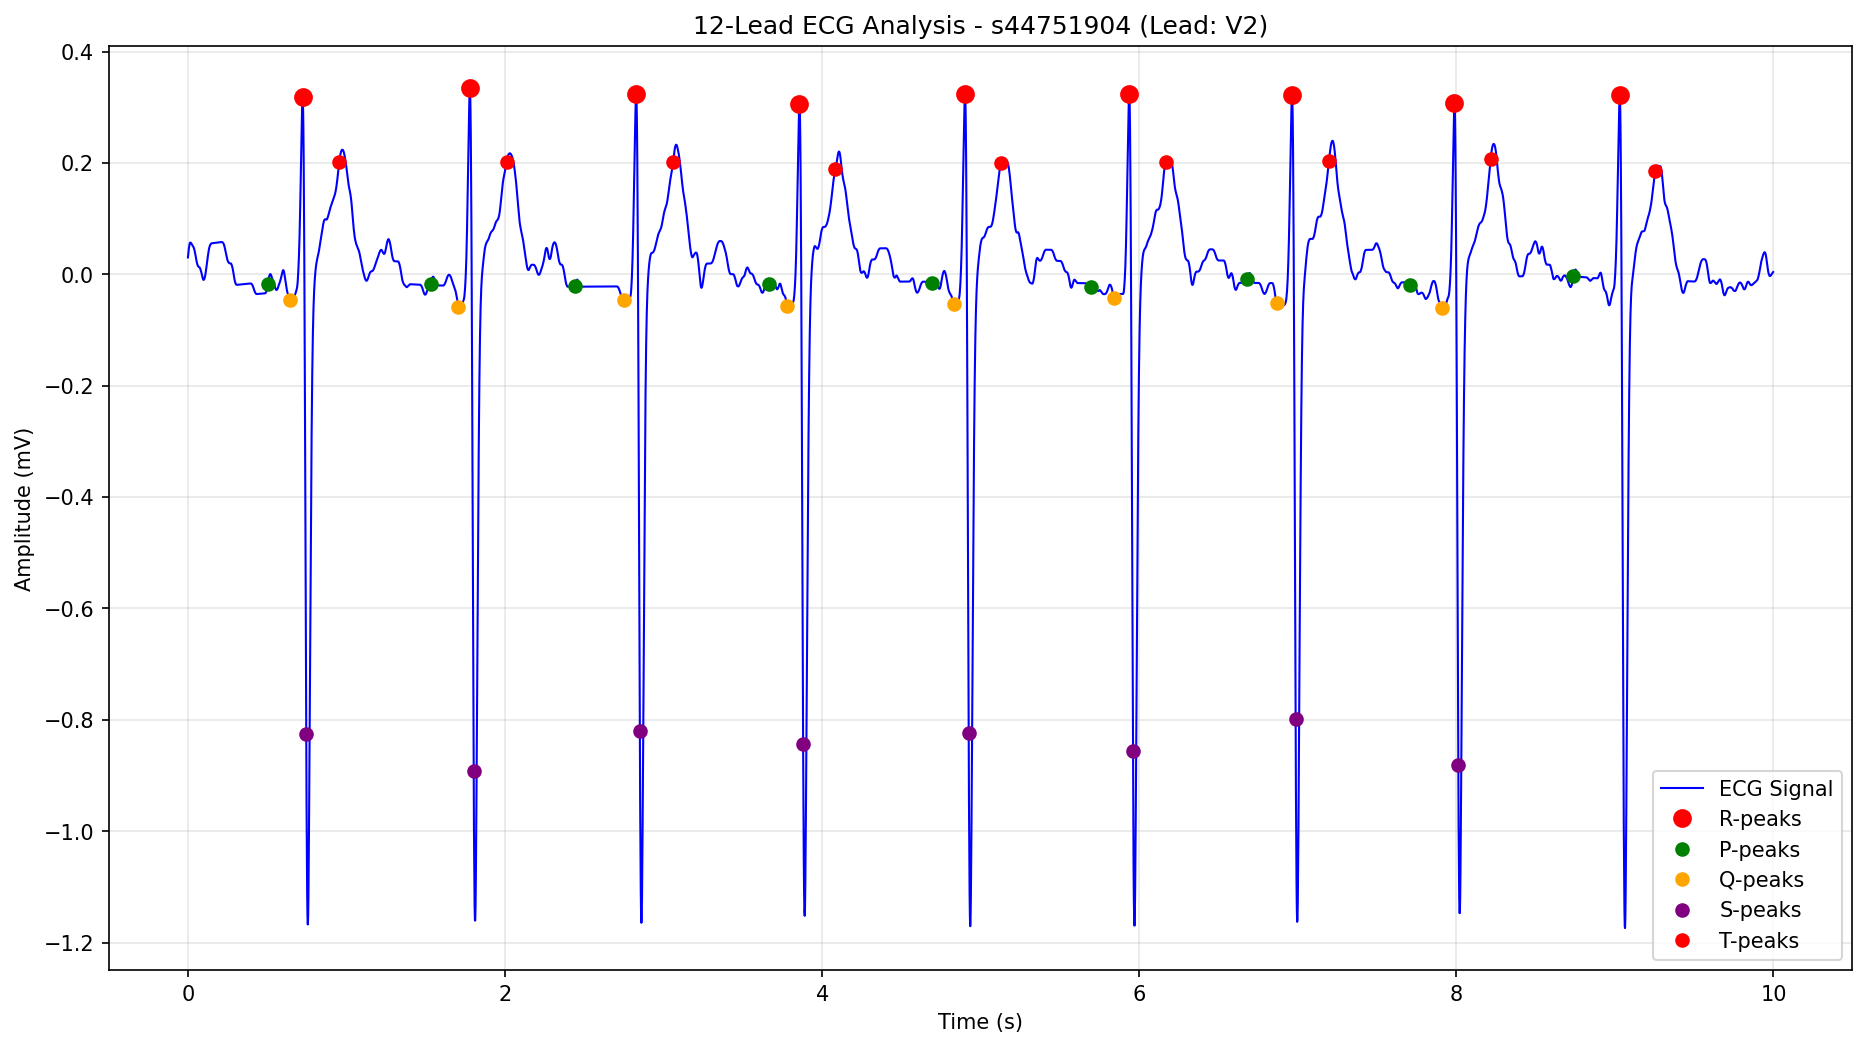 12-Lead ECG Analysis - s44751904 (Lead: V2)
Amplitude (mV)
0.4
0.2
0.0
−0.2
−0.4
−0.6
−0.8
−1.0
−1.2
ECG Signal
R-peaks
P-peaks
Q-peaks
S-peaks
T-peaks
0 2 4 6 8 10
Time (s)